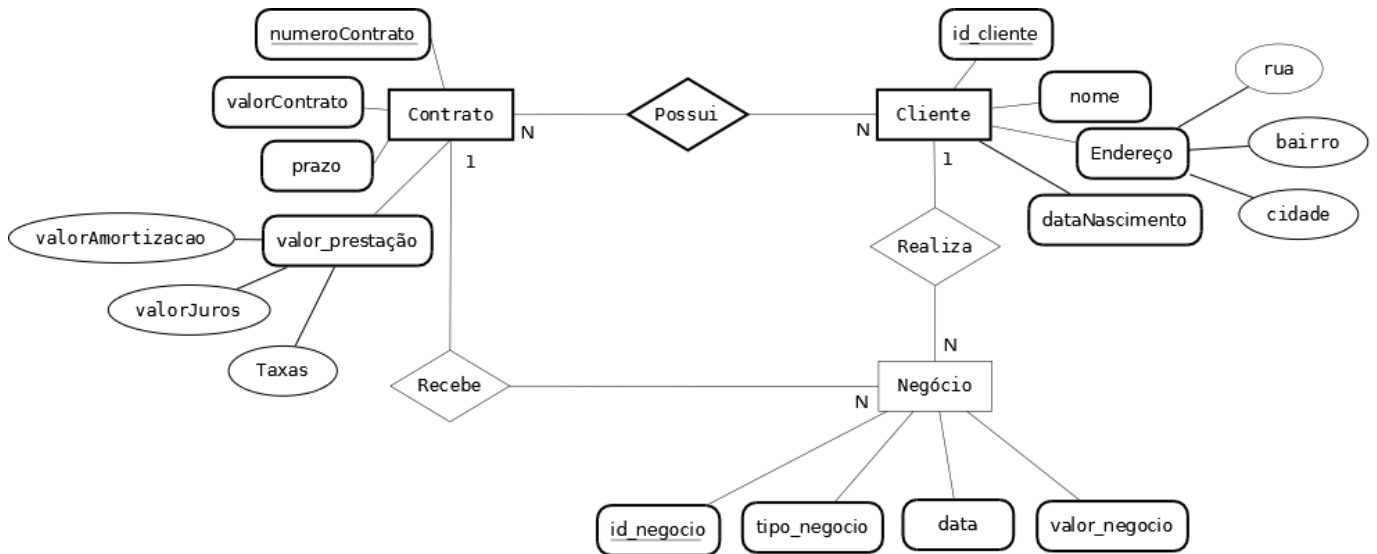 numeroContrato
id_cliente
rua
valorContrato
nome
Contrato
Possui
Cliente
N
N
bairro
prazo
1
1
Endereço
cidade
dataNascimento
valorAmortizacao
valor_prestação
Realiza
valorJuros
N
Taxas
Recebe
Negócio
N
id_negocio
tipo_negocio
data
valor_negocio